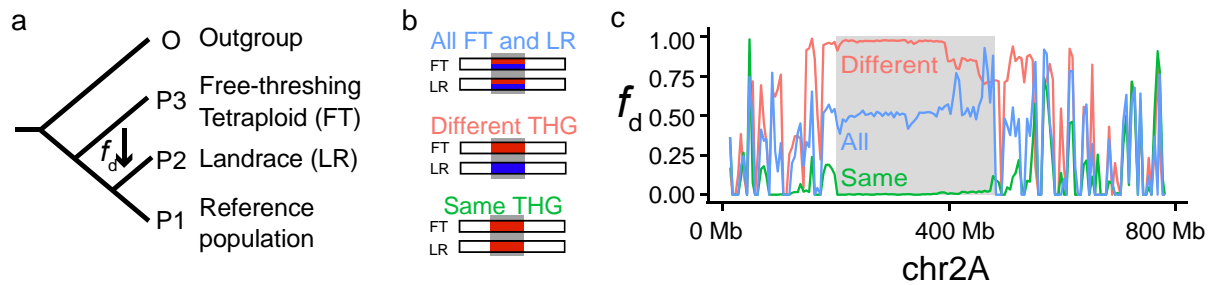 a
O Outgroup
P3 Free-threshing
Tetraploid (FT)
fd
P2 Landrace (LR)
P1 Reference
population
b
All FT and LR
FT
LR
Different THG
FT
LR
Same THG
FT
LR
c
fd
1.00
0.75
0.50
0.25
0.00
Different
All
Same
0 Mb 400 Mb 800 Mb
chr2A